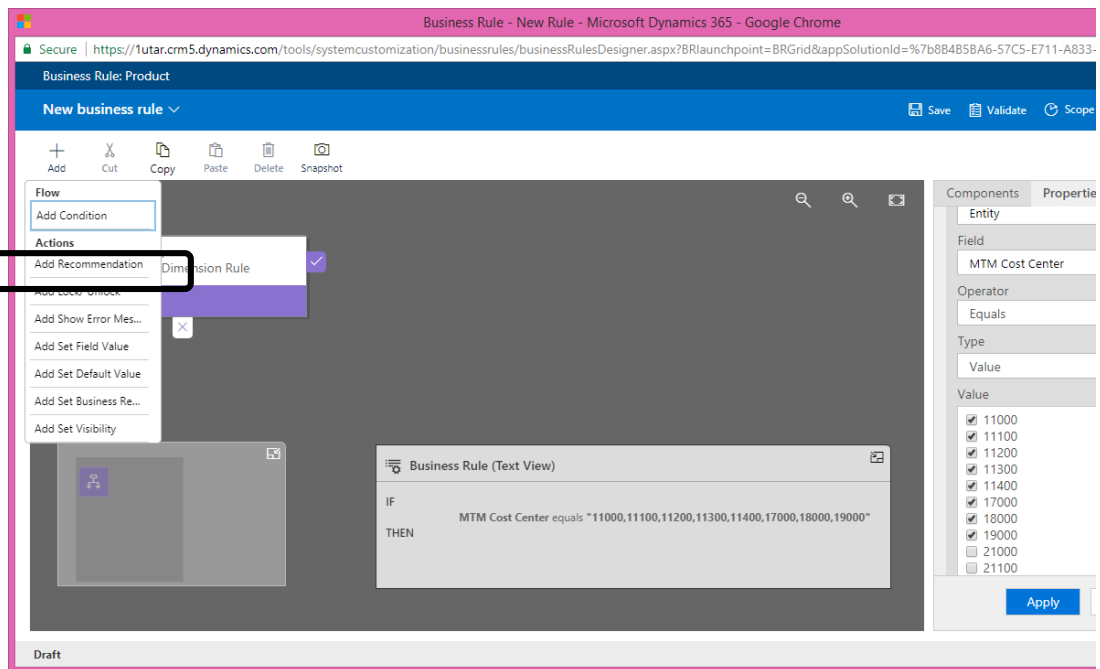 Business Rule - New Rule - Microsoft Dynamics 365 - Google Chrome
Secure | https://1utar.crm5.dynamics.com/tools/systemcustomization/businessrules/businessRulesDesigner.aspx?BRlaunchpoint=BRGrid&appSolutionId=%7b8B4B5BA6-57C5-E711-A833-
Business Rule: Product
New business rule
Save Validate Scope
Add Cut Copy Paste Delete Snapshot
Flow
Add Condition
Actions
Add Recommendation
Add Lock/ Unlock
Add Show Error Mes...
Add Set Field Value
Add Set Default Value
Add Set Business Re...
Add Set Visibility
Dimension Rule
Business Rule (Text View)
IF
MTM Cost Center equals "11000,11100,11200,11300,11400,17000,18000,19000"
THEN
Components Propertie
Entity
Field
MTM Cost Center
Operator
Equals
Type
Value
Value
11000
11100
11200
11300
11400
17000
18000
19000
21000
21100
Apply
Draft